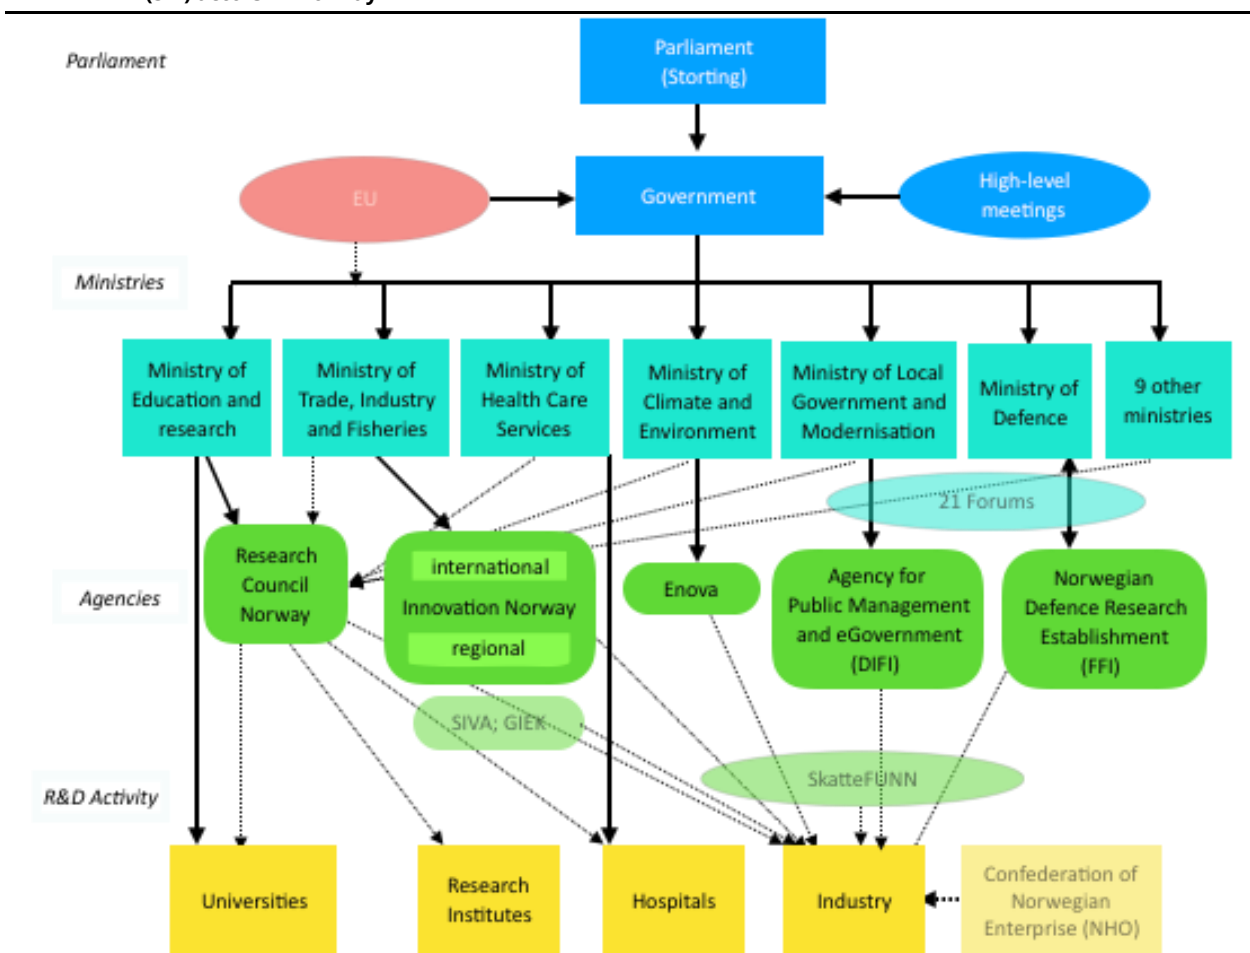 Parliament
Parliament
(Storting)
EU
Government
High-level
meetings
Ministries
Ministry of
Education and
research
Ministry of
Trade, Industry
and Fisheries
Ministry of
Health Care
Services
Ministry of
Climate and
Environment
Ministry of Local
Government and
Modernisation
Ministry of
Defence
9 other
ministries
21 Forums
Agencies
Research
Council
Norway
international
Innovation Norway
regional
Enova
Agency for
Public Management
and eGovernment
(DIFI)
Norwegian
Defence Research
Establishment
(FFI)
SIVA; GIEK
SkatteFUNN
R&D Activity
Universities
Research
Institutes
Hospitals
Industry
Confederation of
Norwegian
Enterprise (NHO)